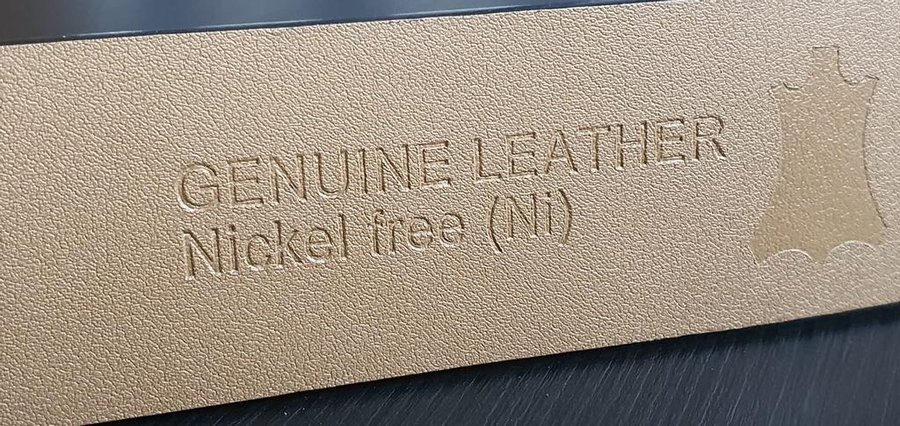 GENUINE LEATHER
Nickel free (Ni)